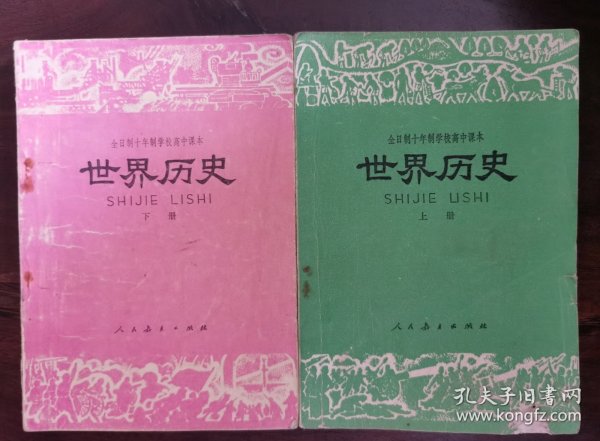 全日制十年制学校高中课本
世界历史
SHIJIE LISHI
下册
人民教育出版社
全日制十年制学校高中课本
世界历史
SHIJIE LISHI
上册
人民教育出版社
孔夫子旧书网
www.kongfz.com